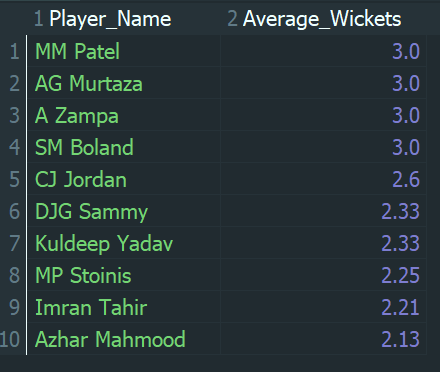 1 Player_Name 2 Average_Wickets
1 MM Patel 3.0
2 AG Murtaza 3.0
3 A Zampa 3.0
4 SM Boland 3.0
5 CJ Jordan 2.6
6 DJG Sammy 2.33
7 Kuldeep Yadav 2.33
8 MP Stoinis 2.25
9 Imran Tahir 2.21
10 Azhar Mahmood 2.13